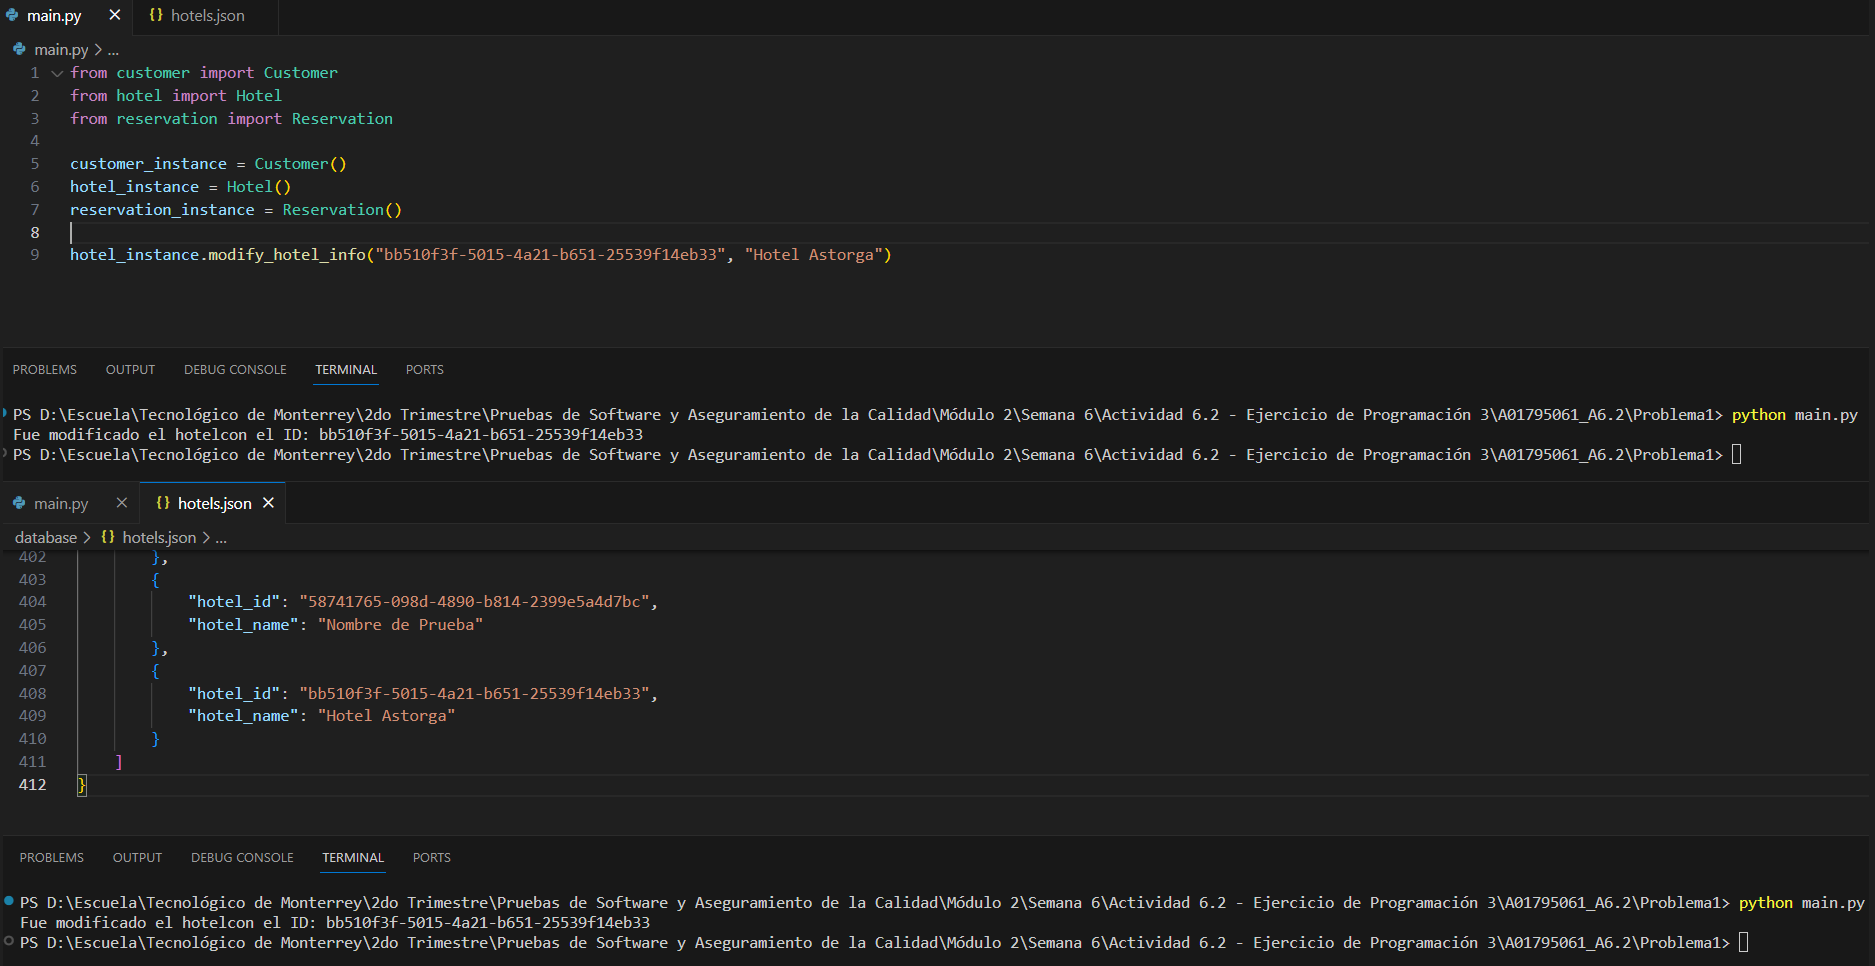 main.py × {} hotels.json
main.py > ...
1 from customer import Customer
2 from hotel import Hotel
3 from reservation import Reservation
4
5 customer_instance = Customer()
6 hotel_instance = Hotel()
7 reservation_instance = Reservation()
8
9 hotel_instance.modify_hotel_info("bb510f3f-5015-4a21-b651-25539f14eb33", "Hotel Astorga")
PROBLEMS OUTPUT DEBUG CONSOLE TERMINAL PORTS
PS D:\Escuela\Tecnológico de Monterrey\2do Trimestre\Pruebas de Software y Aseguramiento de la Calidad\Módulo 2\Semana 6\Actividad 6.2 - Ejercicio de Programación 3\A01795061_A6.2\Problema1> python main.py
Fue modificado el hotelcon el ID: bb510f3f-5015-4a21-b651-25539f14eb33
PS D:\Escuela\Tecnológico de Monterrey\2do Trimestre\Pruebas de Software y Aseguramiento de la Calidad\Módulo 2\Semana 6\Actividad 6.2 - Ejercicio de Programación 3\A01795061_A6.2\Problema1>
main.py × {} hotels.json ×
database > {} hotels.json > ...
402 },
403 {
404 "hotel_id": "58741765-098d-4890-b814-2399e5a4d7bc",
405 "hotel_name": "Nombre de Prueba"
406 },
407 {
408 "hotel_id": "bb510f3f-5015-4a21-b651-25539f14eb33",
409 "hotel_name": "Hotel Astorga"
410 }
411 ]
412 }
PROBLEMS OUTPUT DEBUG CONSOLE TERMINAL PORTS
PS D:\Escuela\Tecnológico de Monterrey\2do Trimestre\Pruebas de Software y Aseguramiento de la Calidad\Módulo 2\Semana 6\Actividad 6.2 - Ejercicio de Programación 3\A01795061_A6.2\Problema1> python main.py
Fue modificado el hotelcon el ID: bb510f3f-5015-4a21-b651-25539f14eb33
PS D:\Escuela\Tecnológico de Monterrey\2do Trimestre\Pruebas de Software y Aseguramiento de la Calidad\Módulo 2\Semana 6\Actividad 6.2 - Ejercicio de Programación 3\A01795061_A6.2\Problema1>